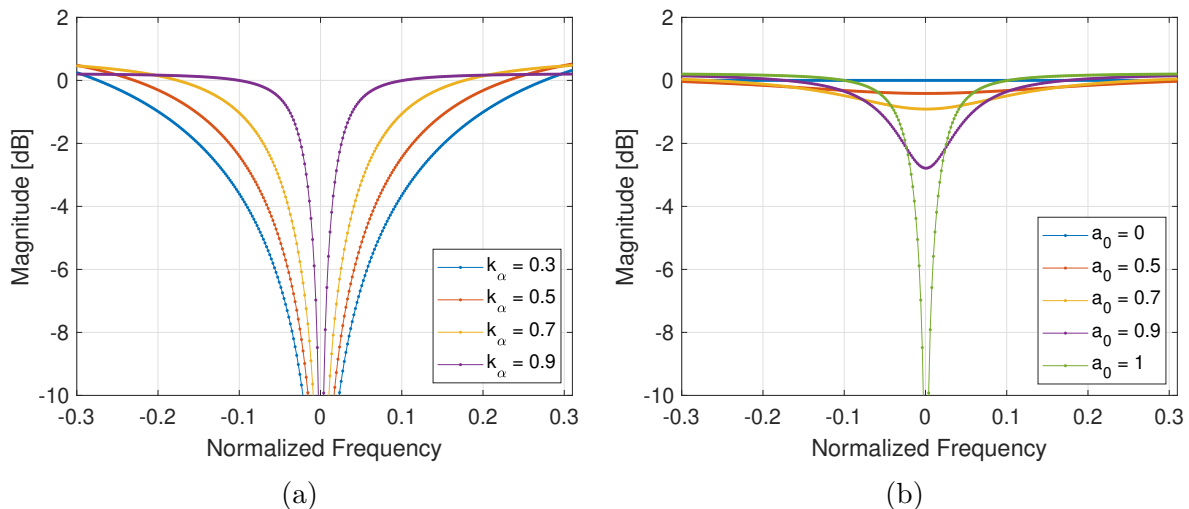 2
0
-2
-4
-6
-8
-10
Magnitude [dB]
-0.3 -0.2 -0.1 0 0.1 0.2 0.3
Normalized Frequency
k_α = 0.3
k_α = 0.5
k_α = 0.7
k_α = 0.9
(a)
2
0
-2
-4
-6
-8
-10
Magnitude [dB]
-0.3 -0.2 -0.1 0 0.1 0.2 0.3
Normalized Frequency
a_0 = 0
a_0 = 0.5
a_0 = 0.7
a_0 = 0.9
a_0 = 1
(b)